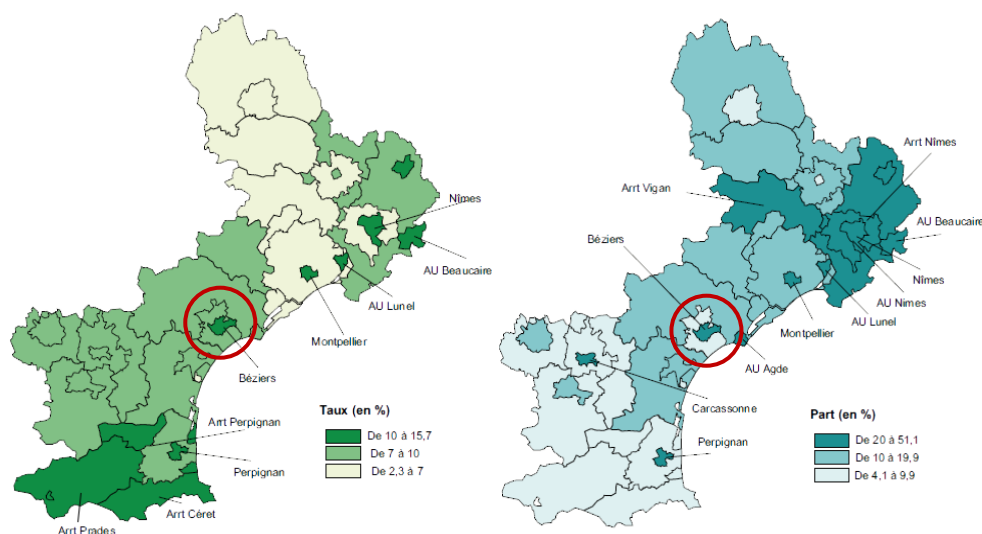 Nîmes
AU Beaucaire
AU Lunel
Montpellier
Béziers
Arrt Perpignan
Perpignan
Arrt Céret
Arrt Prades
Taux (en %)
De 10 à 15,7
De 7 à 10
De 2,3 à 7
Arrt Nîmes
Arrt Vigan
AU Beaucaire
Béziers
Nîmes
AU Nimes
AU Lunel
Montpellier
AU Agde
Carcassonne
Perpignan
Part (en %)
De 20 à 51,1
De 10 à 19,9
De 4,1 à 9,9